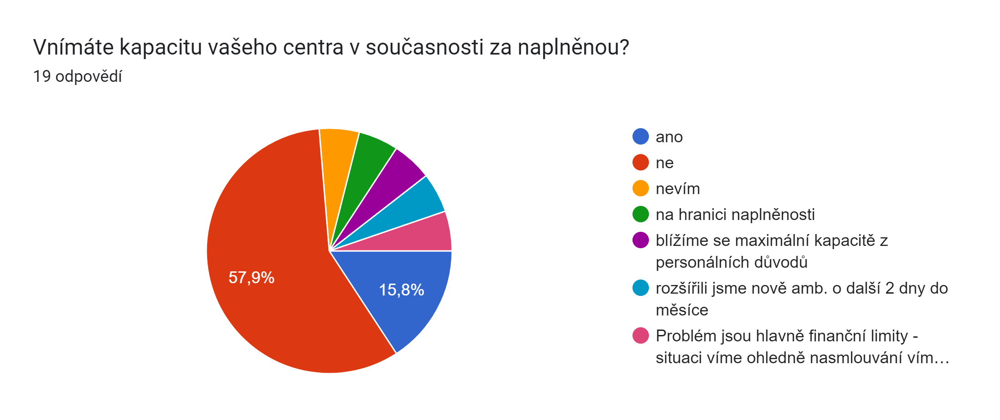 Vnímáte kapacitu vašeho centra v současnosti za naplněnou?
19 odpovědí
57,9%
15,8%
ano
ne
nevím
na hranici naplněnosti
blížíme se maximální kapacitě z
personálních důvodů
rozšířili jsme nově amb. o další 2 dny do
měsíce
Problém jsou hlavně finanční limity -
situaci víme ohledně nasmlouvání vím…